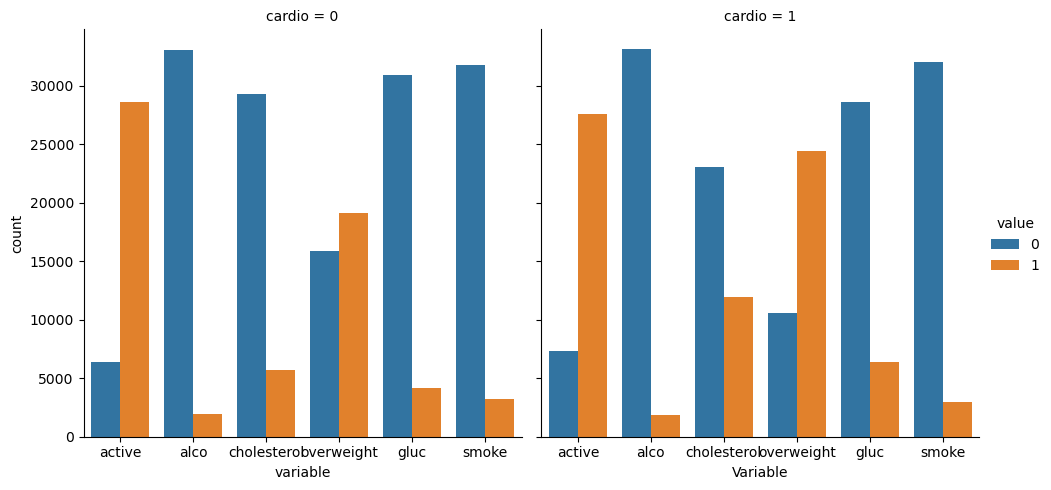 cardio = 0
cardio = 1
count
30000
25000
20000
15000
10000
5000
0
active alco cholesterol overweight gluc smoke
variable
active alco cholesterol overweight gluc smoke
Variable
value
0
1